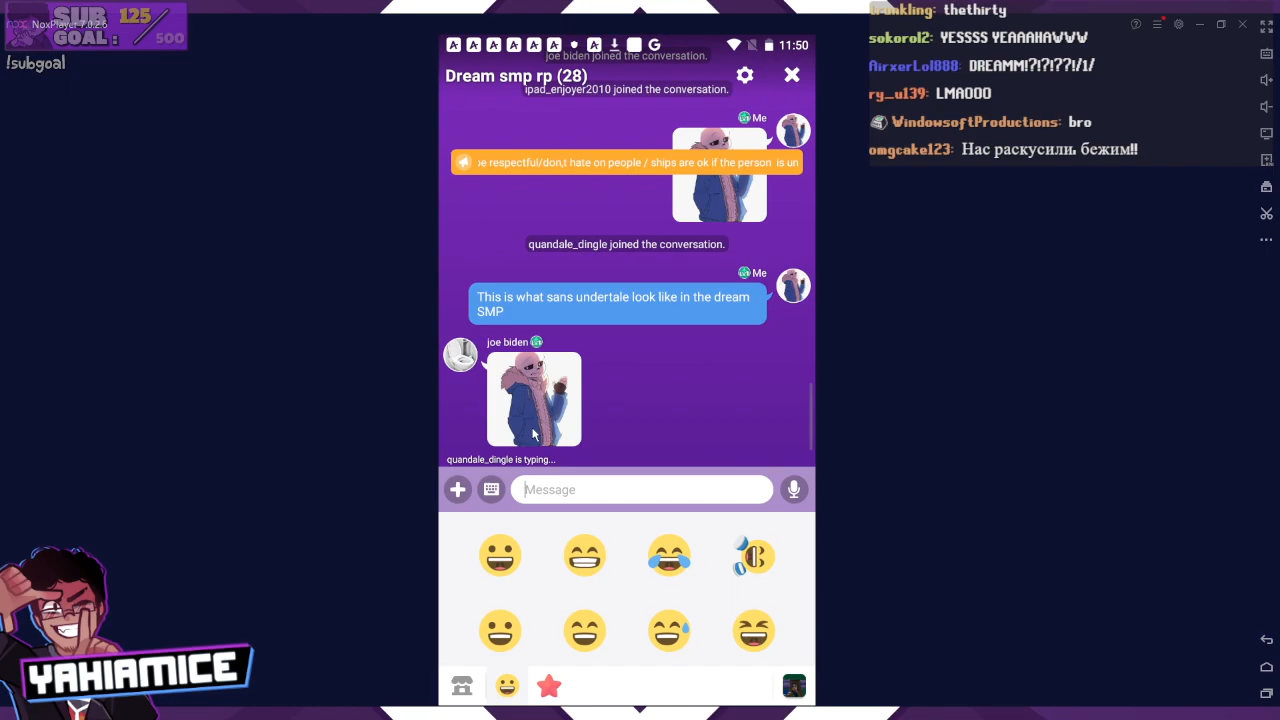 NoxPlayer 7.0.2.6
SUB 125
GOAL : 500
!subgoal
thethirty
sokorol2: YESSSS YEAAAHAWWW
AirxerLol888: DREAMM!?!?!??!/1/
ry_u139: LMAOOO
WindowsoftProductions: bro
omgcake123: Нас раскусили, бежим!!
11:50
joe biden joined the conversation.
Dream smp rp (28)
ipad_enjoyer2010 joined the conversation.
Me
respectful/don,t hate on people / ships are ok if the person is un
quandale_dingle joined the conversation.
Me
This is what sans undertale look like in the dream
SMP
joe biden
quandale_dingle is typing...
Message
YAHIAMICE